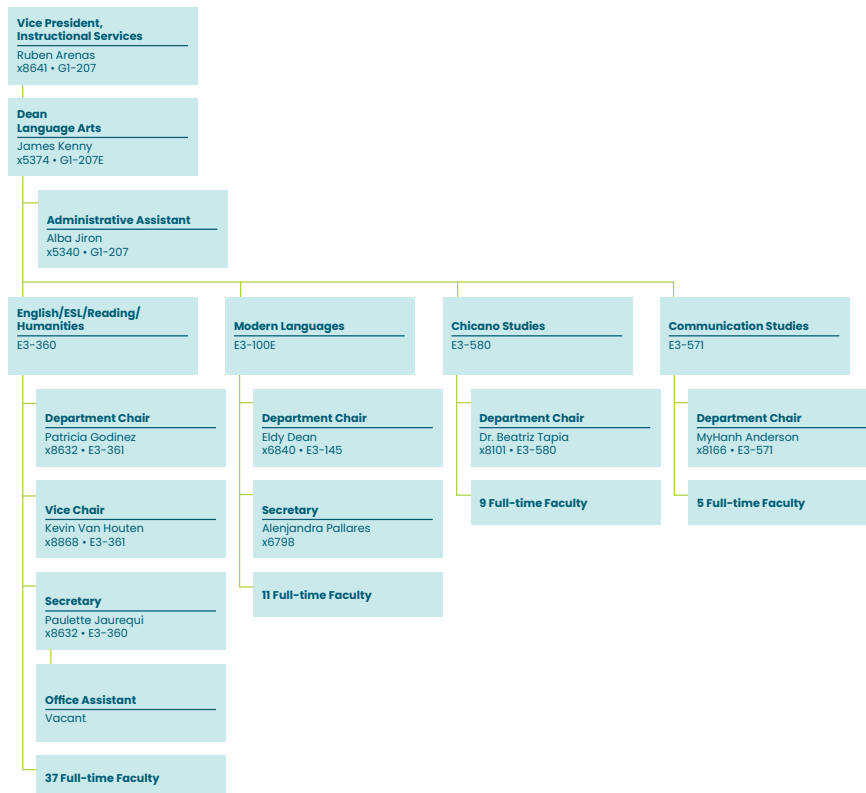 Vice President,
Instructional Services
Ruben Arenas
x8641 • G1-207
Dean
Language Arts
James Kenny
x5374 • G1-207E
Administrative Assistant
Alba Jiron
x5340 • G1-207
English/ESL/Reading/
Humanities
E3-360
Department Chair
Patricia Godinez
x8632 • E3-361
Vice Chair
Kevin Van Houten
x8868 • E3-361
Secretary
Paulette Jaurequi
x8632 • E3-360
Office Assistant
Vacant
37 Full-time Faculty
Modern Languages
E3-100E
Department Chair
Eldy Dean
x6840 • E3-145
Secretary
Alenjandra Pallares
x6798
11 Full-time Faculty
Chicano Studies
E3-580
Department Chair
Dr. Beatriz Tapia
x8101 • E3-580
9 Full-time Faculty
Communication Studies
E3-571
Department Chair
MyHanh Anderson
x8166 • E3-571
5 Full-time Faculty